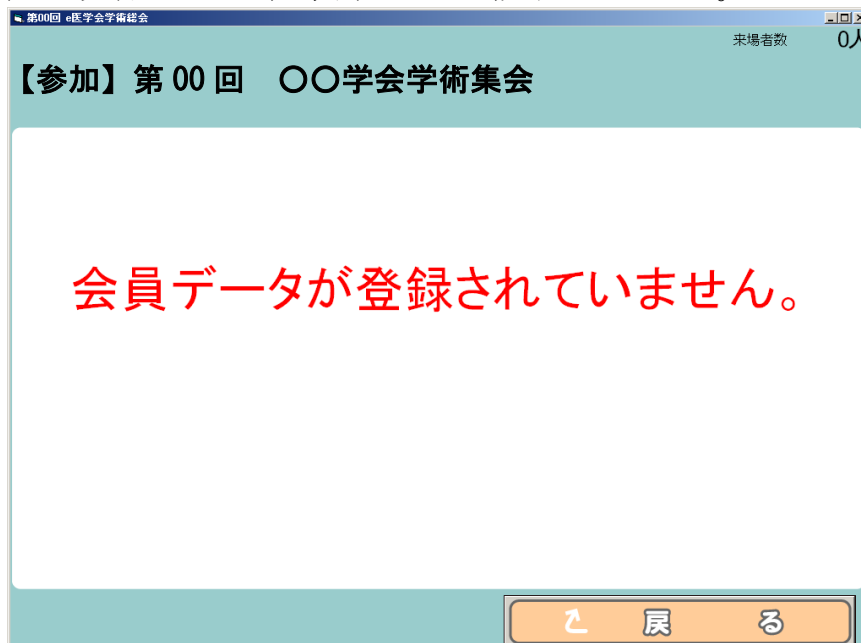 第00回 e医学会学術総会
来場者数 0人
【参加】第 00 回 〇〇学会学術集会
会員データが登録されていません。
戻 る